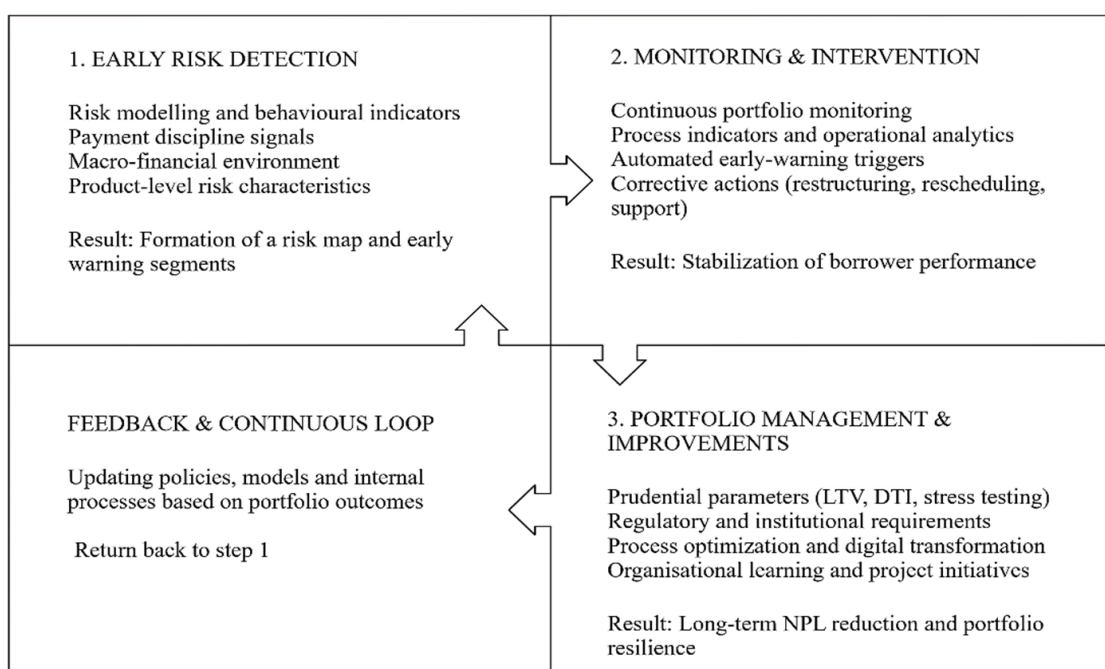 1. EARLY RISK DETECTION
Risk modelling and behavioural indicators
Payment discipline signals
Macro-financial environment
Product-level risk characteristics
Result: Formation of a risk map and early
warning segments
2. MONITORING & INTERVENTION
Continuous portfolio monitoring
Process indicators and operational analytics
Automated early-warning triggers
Corrective actions (restructuring, rescheduling,
support)
Result: Stabilization of borrower performance
FEEDBACK & CONTINUOUS LOOP
Updating policies, models and internal
processes based on portfolio outcomes
Return back to step 1
3. PORTFOLIO MANAGEMENT &
IMPROVEMENTS
Prudential parameters (LTV, DTI, stress testing)
Regulatory and institutional requirements
Process optimization and digital transformation
Organisational learning and project initiatives
Result: Long-term NPL reduction and portfolio
resilience